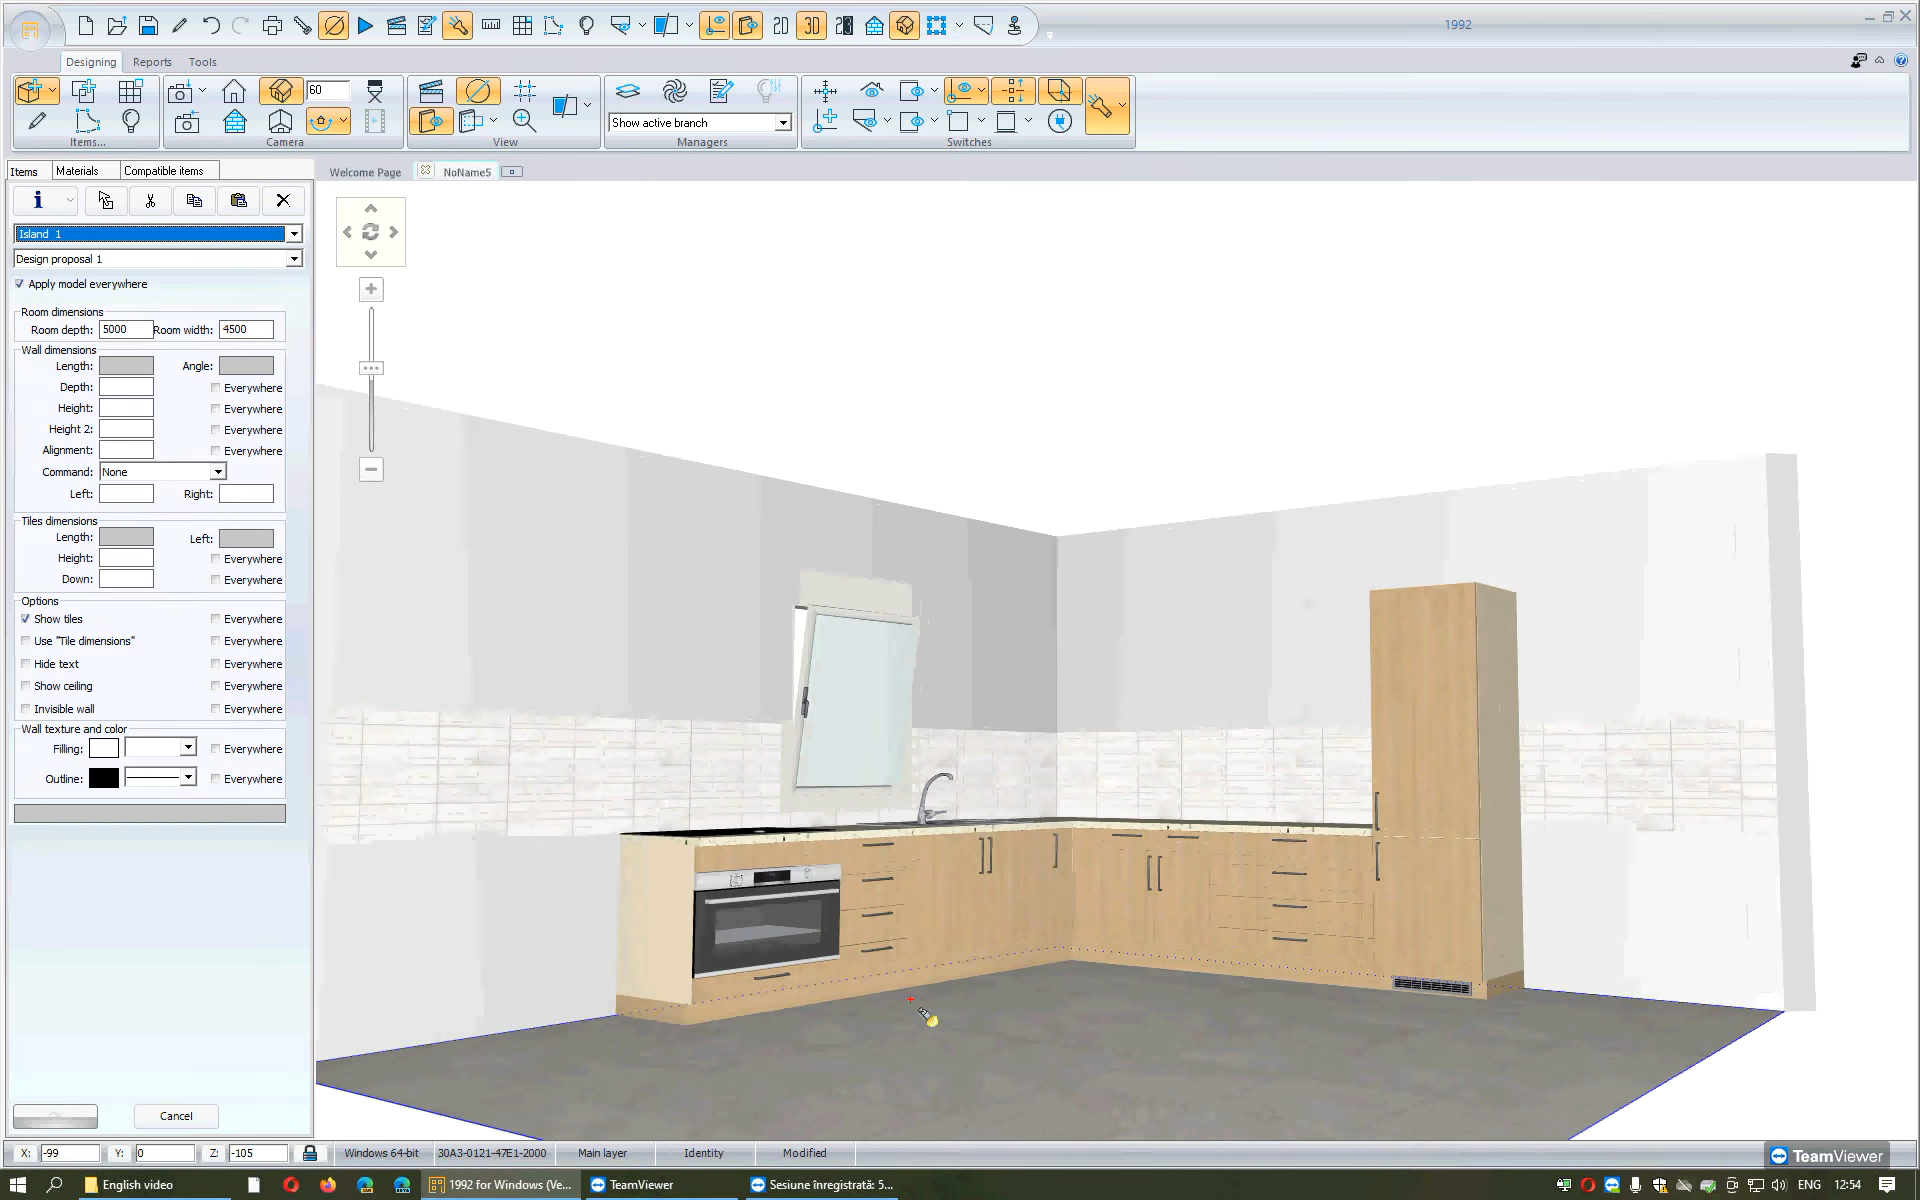 1992
Designing Reports Tools
60
Show active branch
Items... Camera View Managers Switches
Items Materials Compatible items
Welcome Page NoName5
Island 1
Design proposal 1
Apply model everywhere
Room dimensions
Room depth: 5000 Room width: 4500
Wall dimensions
Length: Angle:
Depth: Everywhere
Height: Everywhere
Height 2: Everywhere
Alignment: Everywhere
Command: None
Left: Right:
Tiles dimensions
Length: Left:
Height: Everywhere
Down: Everywhere
Options
Show tiles Everywhere
Use "Tile dimensions" Everywhere
Hide text Everywhere
Show ceiling Everywhere
Invisible wall Everywhere
Wall texture and color
Filling: Everywhere
Outline: Everywhere
Cancel
X: -99 Y: 0 Z: -105 Windows 64-bit 30A3-0121-47E1-2000 Main layer Identity Modified
TeamViewer
English video 1992 for Windows (Ve... TeamViewer Sesiune înregistrată: 5... ENG 12:54